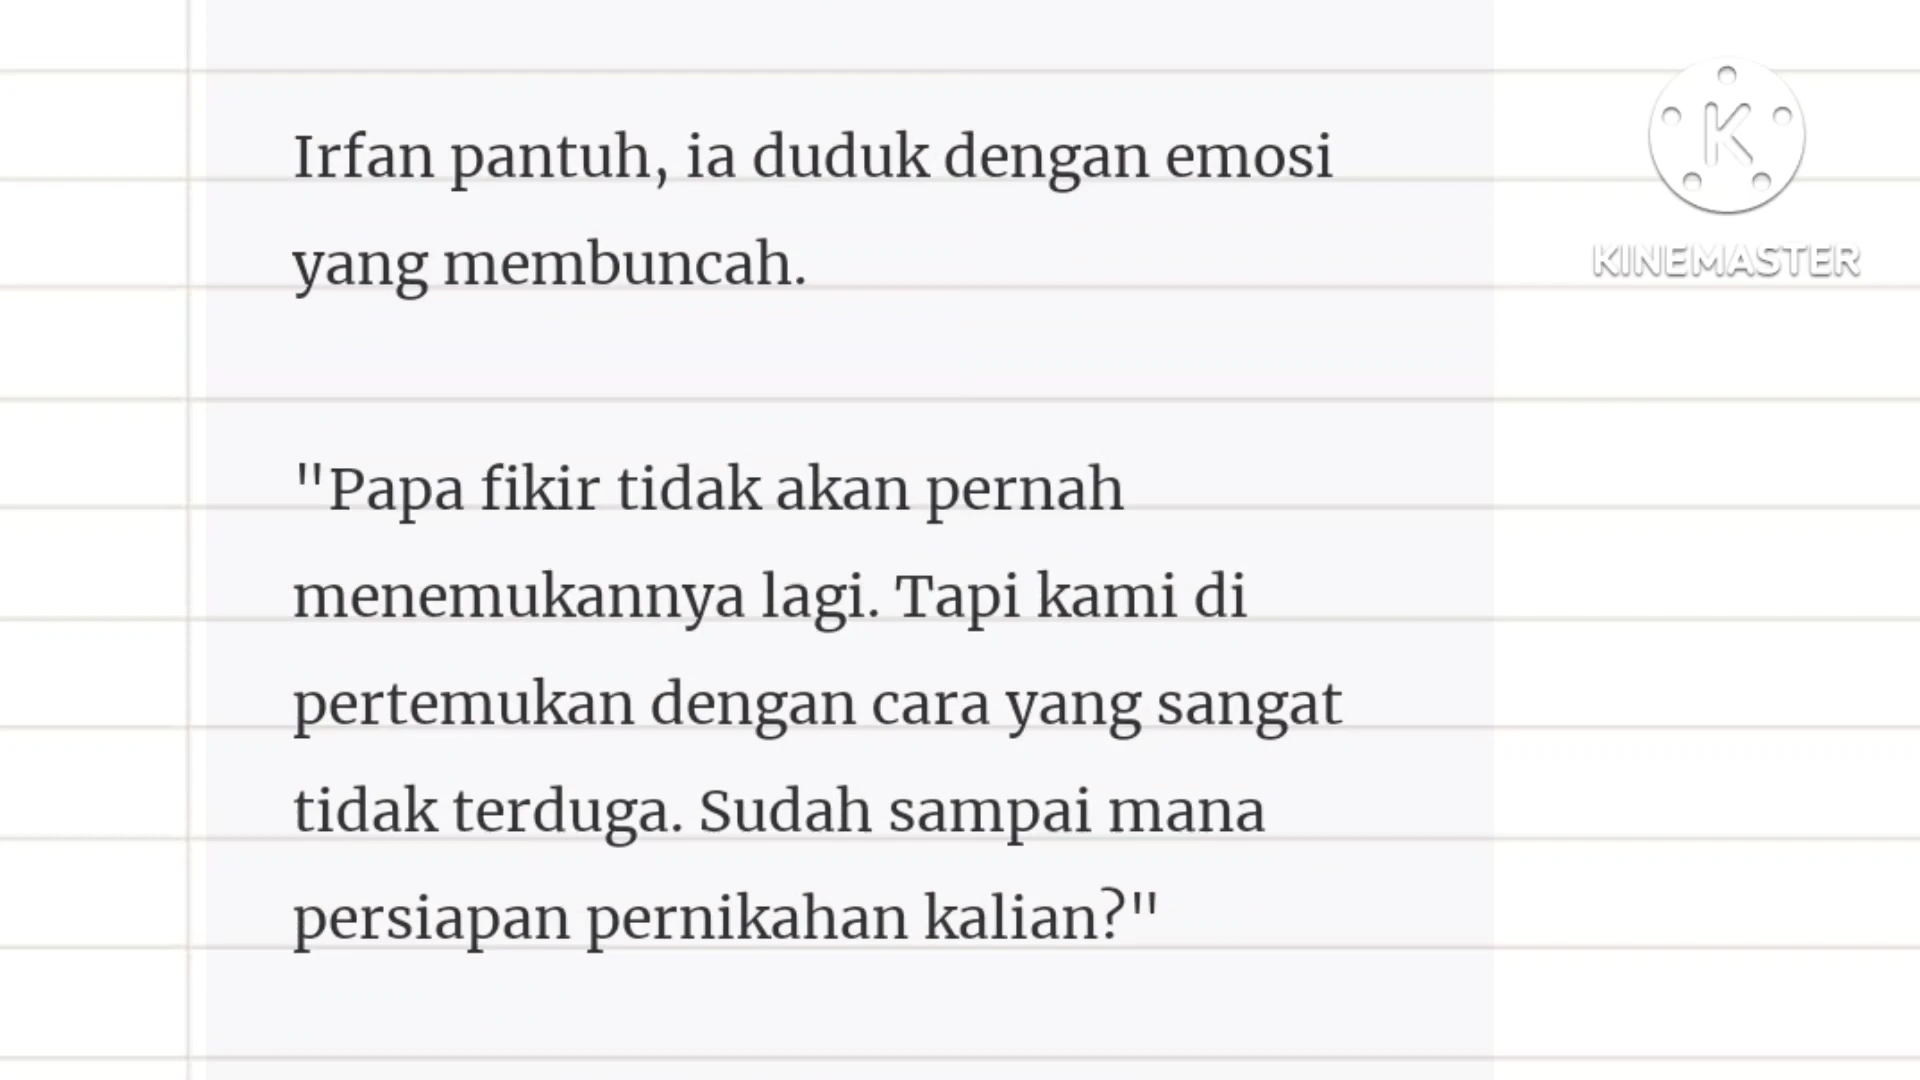 Irfan pantuh, ia duduk dengan emosi
yang membuncah.
"Papa fikir tidak akan pernah
menemukannya lagi. Tapi kami di
pertemukan dengan cara yang sangat
tidak terduga. Sudah sampai mana
persiapan pernikahan kalian?"
K
KINEMASTER